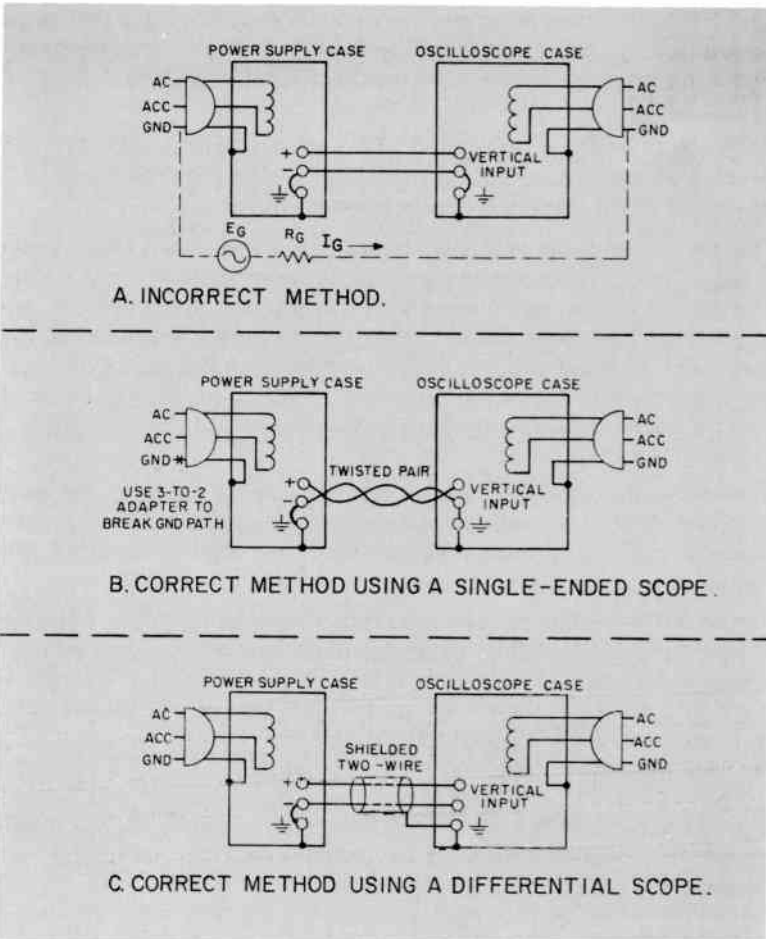 POWER SUPPLY CASE
OSCILLOSCOPE CASE
AC
ACC
GND
AC
ACC
GND
+
-
VERTICAL
INPUT
EG
RG
IG
A. INCORRECT METHOD.
POWER SUPPLY CASE
OSCILLOSCOPE CASE
AC
ACC
GND*
AC
ACC
GND
TWISTED PAIR
+
-
VERTICAL
INPUT
USE 3-TO-2
ADAPTER TO
BREAK GND PATH
B. CORRECT METHOD USING A SINGLE-ENDED SCOPE.
POWER SUPPLY CASE
OSCILLOSCOPE CASE
AC
ACC
GND
AC
ACC
GND
SHIELDED
TWO-WIRE
+
-
VERTICAL
INPUT
C. CORRECT METHOD USING A DIFFERENTIAL SCOPE.